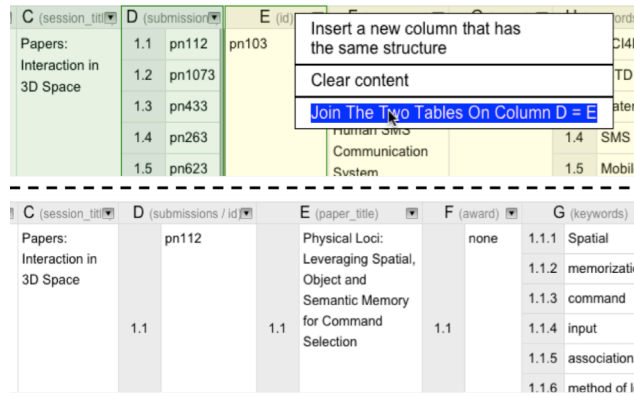 C (session_titl D (submission E (id)
Papers:
Interaction in
3D Space
1.1 pn112 pn103
1.2 pn1073
1.3 pn433
1.4 pn263
1.5 pn623
Insert a new column that has
the same structure
Clear content
Join The Two Tables On Column D = E
Human SMS
Communication
System
1.4 SMS
1.5 Mobil
C (session_titl D (submissions / id) E (paper_title) F (award) G (keywords)
Papers:
Interaction in
3D Space
1.1 pn112
1.1 Physical Loci:
Leveraging Spatial,
Object and
Semantic Memory
for Command
Selection
1.1 none
1.1.1 Spatial
1.1.2 memorizati
1.1.3 command
1.1.4 input
1.1.5 association
1.1.6 method of l